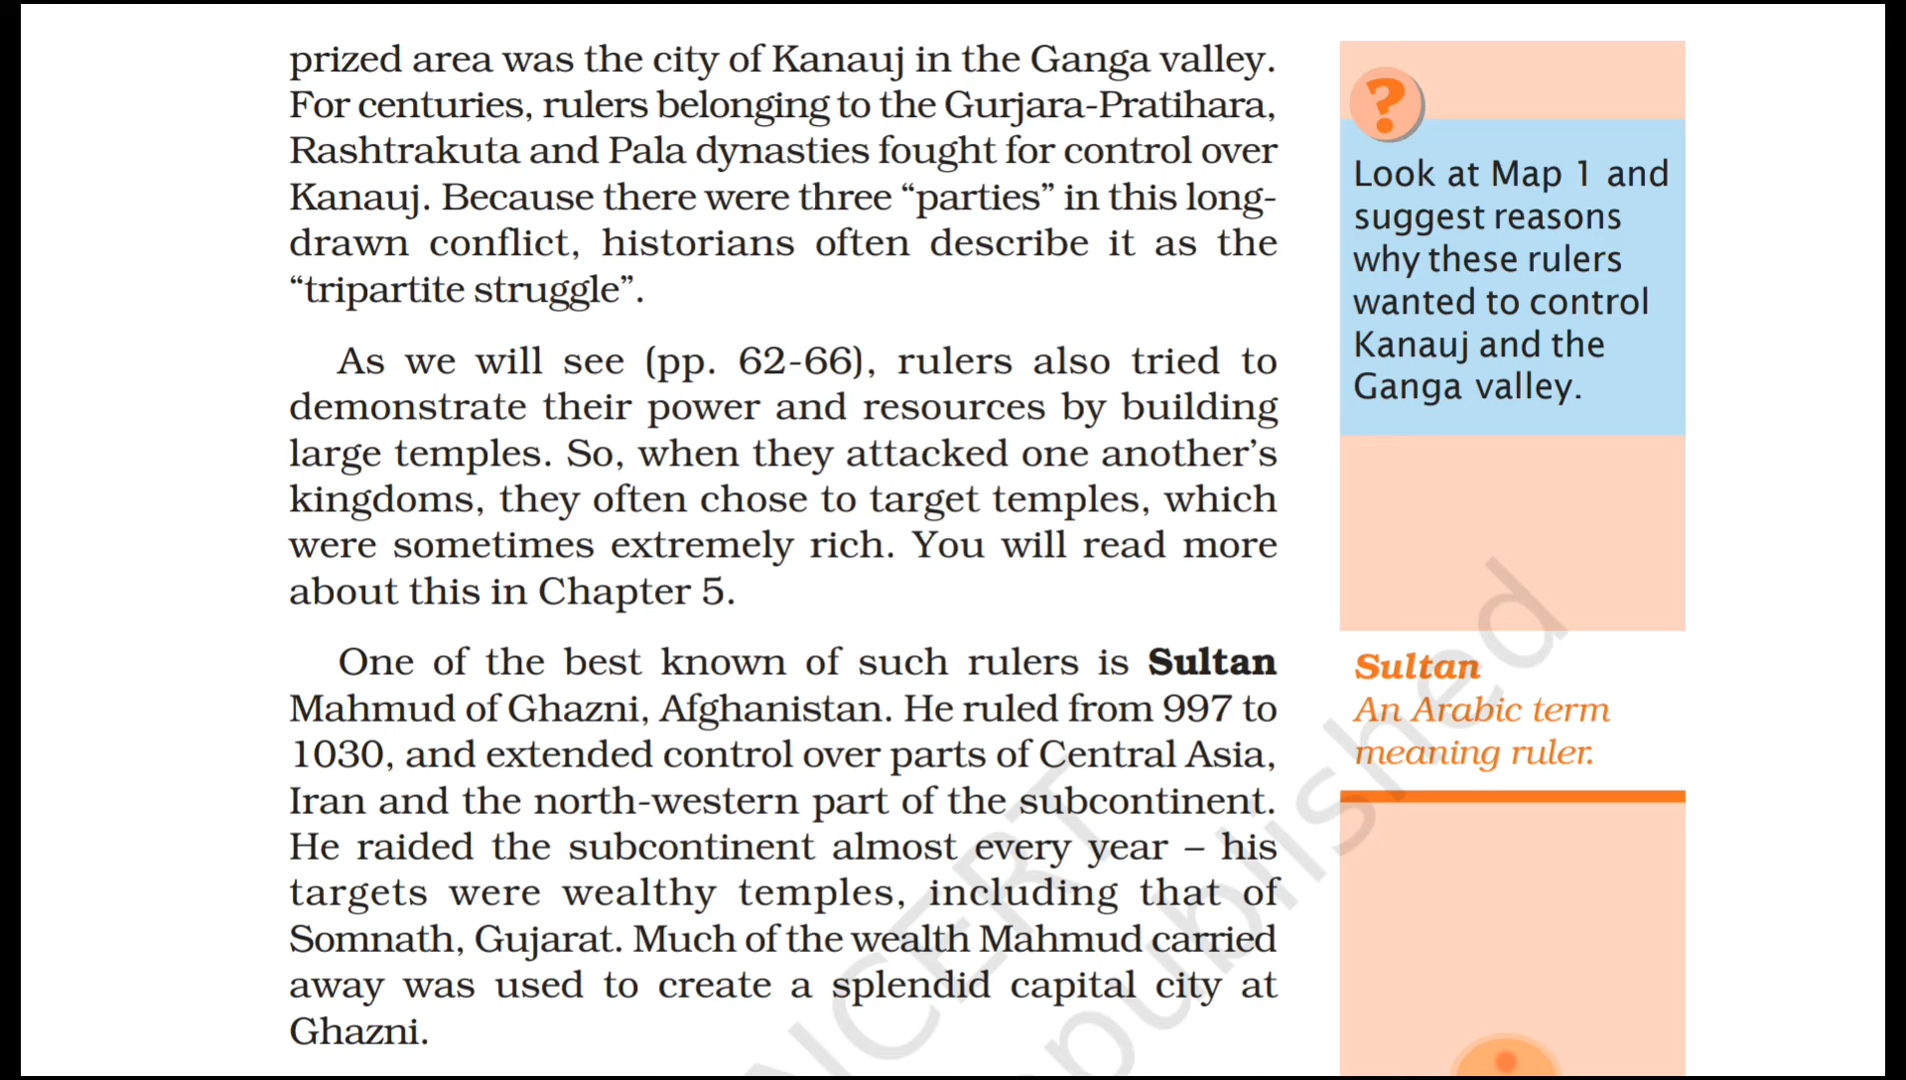 prized area was the city of Kanauj in the Ganga valley.
For centuries, rulers belonging to the Gurjara-Pratihara,
Rashtrakuta and Pala dynasties fought for control over
Kanauj. Because there were three “parties” in this long-
drawn conflict, historians often describe it as the
“tripartite struggle”.
As we will see (pp. 62-66), rulers also tried to
demonstrate their power and resources by building
large temples. So, when they attacked one another’s
kingdoms, they often chose to target temples, which
were sometimes extremely rich. You will read more
about this in Chapter 5.
One of the best known of such rulers is Sultan
Mahmud of Ghazni, Afghanistan. He ruled from 997 to
1030, and extended control over parts of Central Asia,
Iran and the north-western part of the subcontinent.
He raided the subcontinent almost every year – his
targets were wealthy temples, including that of
Somnath, Gujarat. Much of the wealth Mahmud carried
away was used to create a splendid capital city at
Ghazni.
?
Look at Map 1 and
suggest reasons
why these rulers
wanted to control
Kanauj and the
Ganga valley.
Sultan
An Arabic term
meaning ruler.
NCERT
published